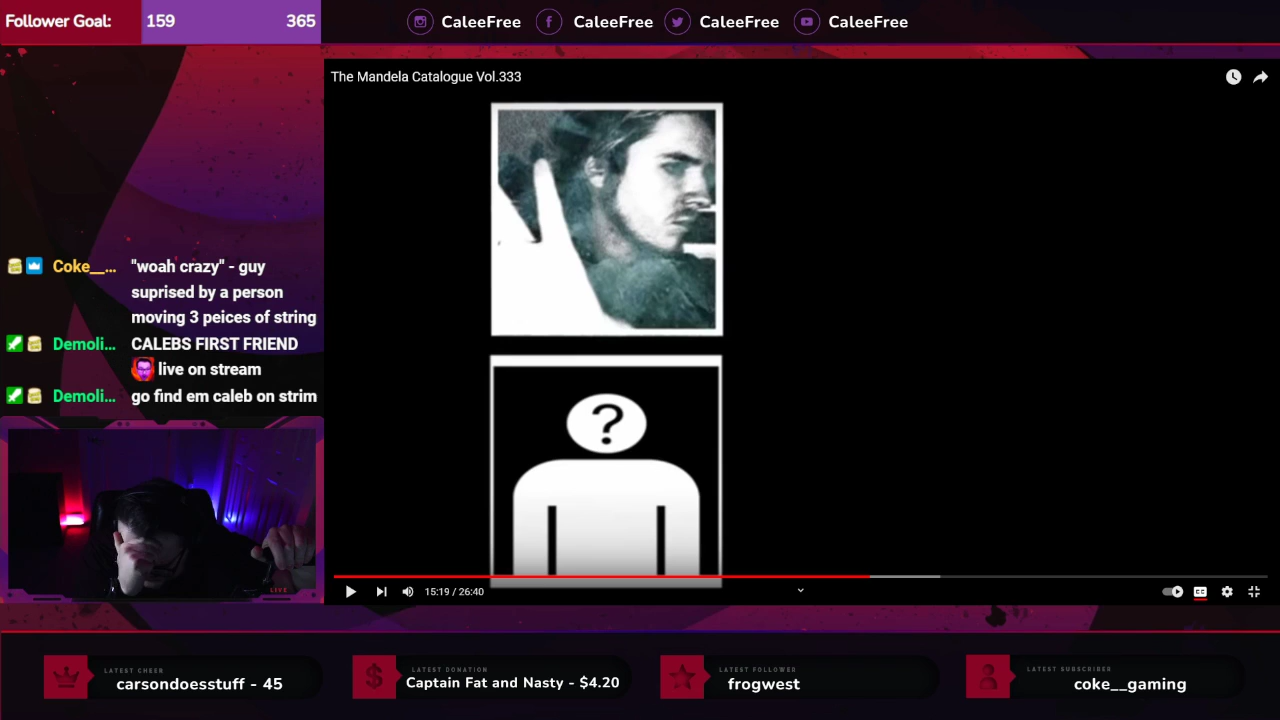 Follower Goal: 159 365
CaleeFree CaleeFree CaleeFree CaleeFree
The Mandela Catalogue Vol.333
?
Coke__... "woah crazy" - guy
suprised by a person
moving 3 peices of string
Demoli... CALEBS FIRST FRIEND
live on stream
Demoli... go find em caleb on strim
LIVE
15:19 / 26:40
CC
LATEST CHEER
carsondoesstuff - 45
$
LATEST DONATION
Captain Fat and Nasty - $4.20
LATEST FOLLOWER
frogwest
LATEST SUBSCRIBER
coke__gaming